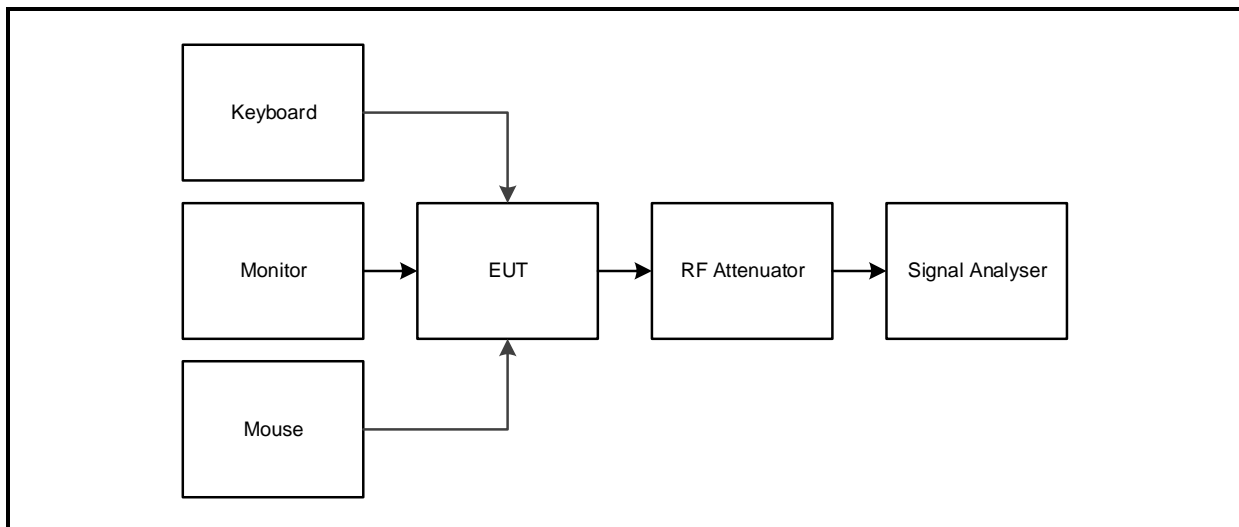 Keyboard
Monitor
EUT
RF Attenuator
Signal Analyser
Mouse